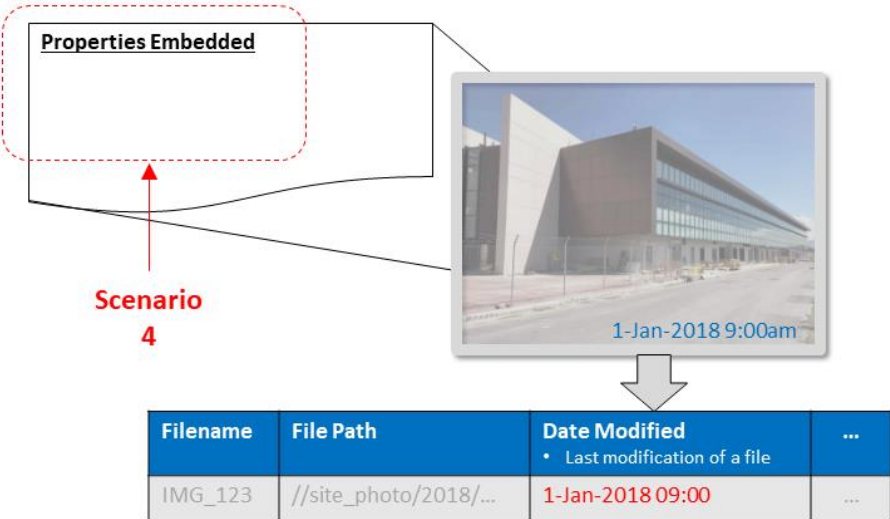 Properties Embedded
Scenario
4
1-Jan-2018 9:00am
Filename File Path Date Modified ...
• Last modification of a file
IMG_123 //site_photo/2018/... 1-Jan-2018 09:00 ...